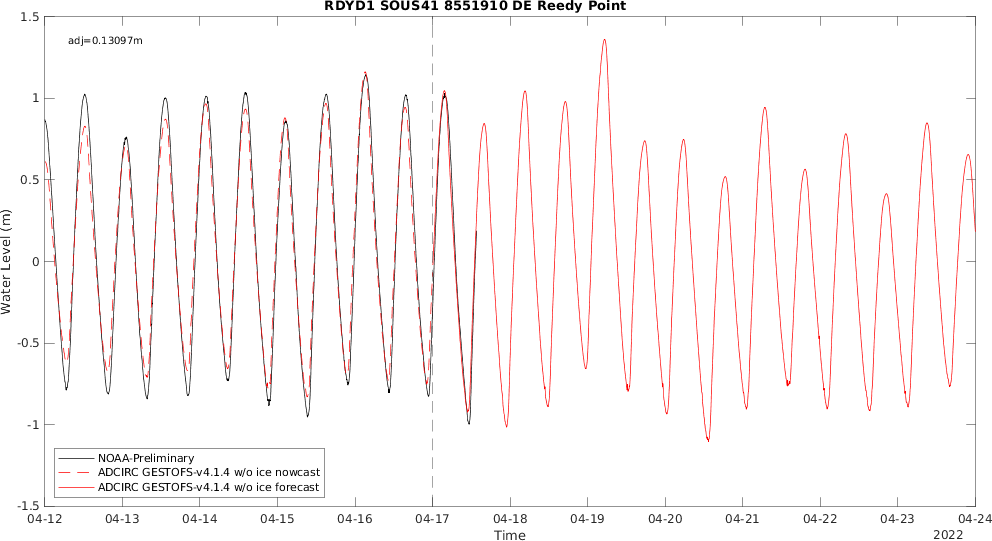 RDYD1 SOUS41 8551910 DE Reedy Point
adj=0.13097m
1.5
1
0.5
0
-0.5
-1
-1.5
Water Level (m)
NOAA-Preliminary
ADCIRC GESTOFS-v4.1.4 w/o ice nowcast
ADCIRC GESTOFS-v4.1.4 w/o ice forecast
04-12 04-13 04-14 04-15 04-16 04-17 04-18 04-19 04-20 04-21 04-22 04-23 04-24
Time
2022